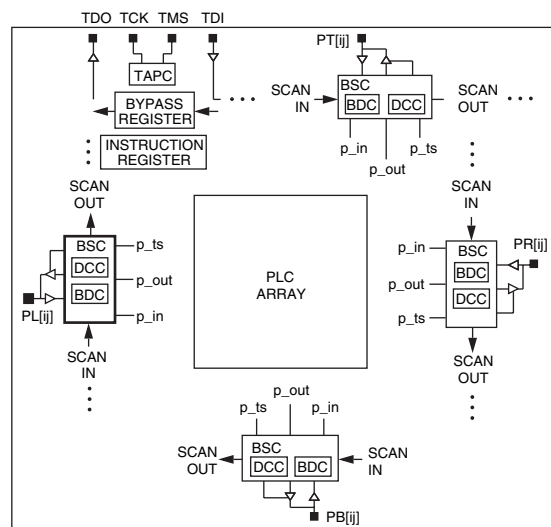 TDO TCK TMS TDI
PT[ij]
TAPC
BYPASS
REGISTER
INSTRUCTION
REGISTER
SCAN
IN
BSC
BDC DCC
SCAN
OUT
p_in
p_out
p_ts
SCAN
OUT
BSC
DCC
BDC
p_ts
p_out
p_in
PL[ij]
SCAN
IN
PLC
ARRAY
SCAN
IN
p_in
p_out
p_ts
BSC
BDC
DCC
PR[ij]
SCAN
OUT
p_out
p_ts
p_in
SCAN
OUT
BSC
DCC BDC
SCAN
IN
PB[ij]